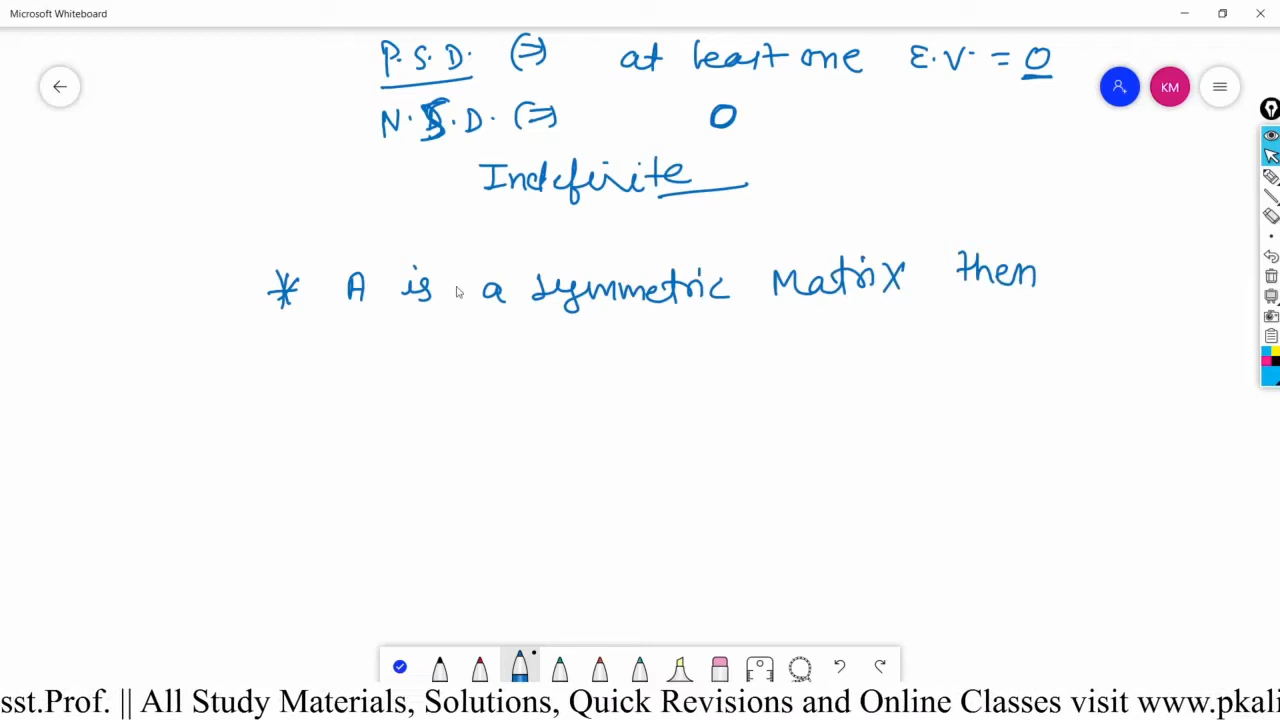 Microsoft Whiteboard
P.S.D. (⇒) at least one E.V. = 0
KM
N.S.D. (⇒) 0
Indefinite
* A is a symmetric Matrix then
sst.Prof. || All Study Materials, Solutions, Quick Revisions and Online Classes visit www.pkali